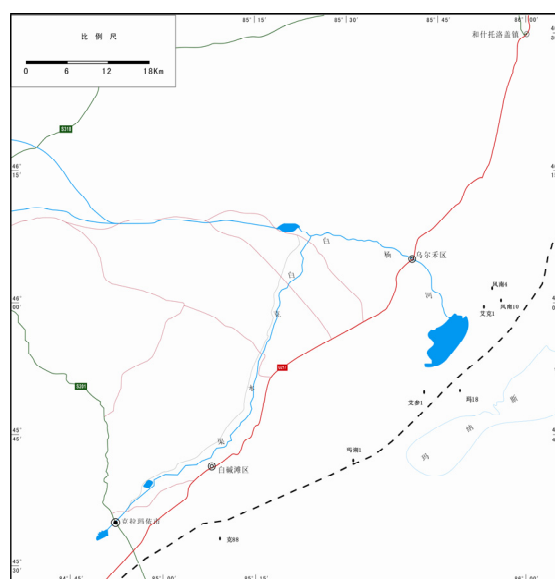 85°15′
85°30′
85°45′
86°00′
比例尺
0 6 12 18Km
和什托洛盖镇
S318
46°15′
乌尔禾区
白
杨
河
风南4
风南10
艾克1
46°00′
白
水
渠
艾参1
玛18
玛
纳
斯
45°45′
玛湖1
白碱滩区
克拉玛依市
克88
45°30′
84°45′
85°00′
85°15′
86°00′